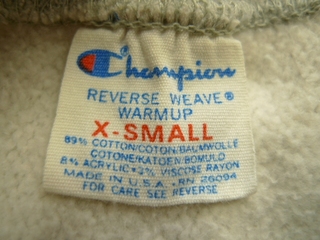 Champion
REVERSE WEAVE®
WARMUP
X-SMALL
89% COTTON/COTON/BAUMWOLLE
COTONE/KATOEN/BOMULD
8% ACRYLIC • 3% VISCOSE RAYON
MADE IN U.S.A. • RN 26094
FOR CARE SEE REVERSE